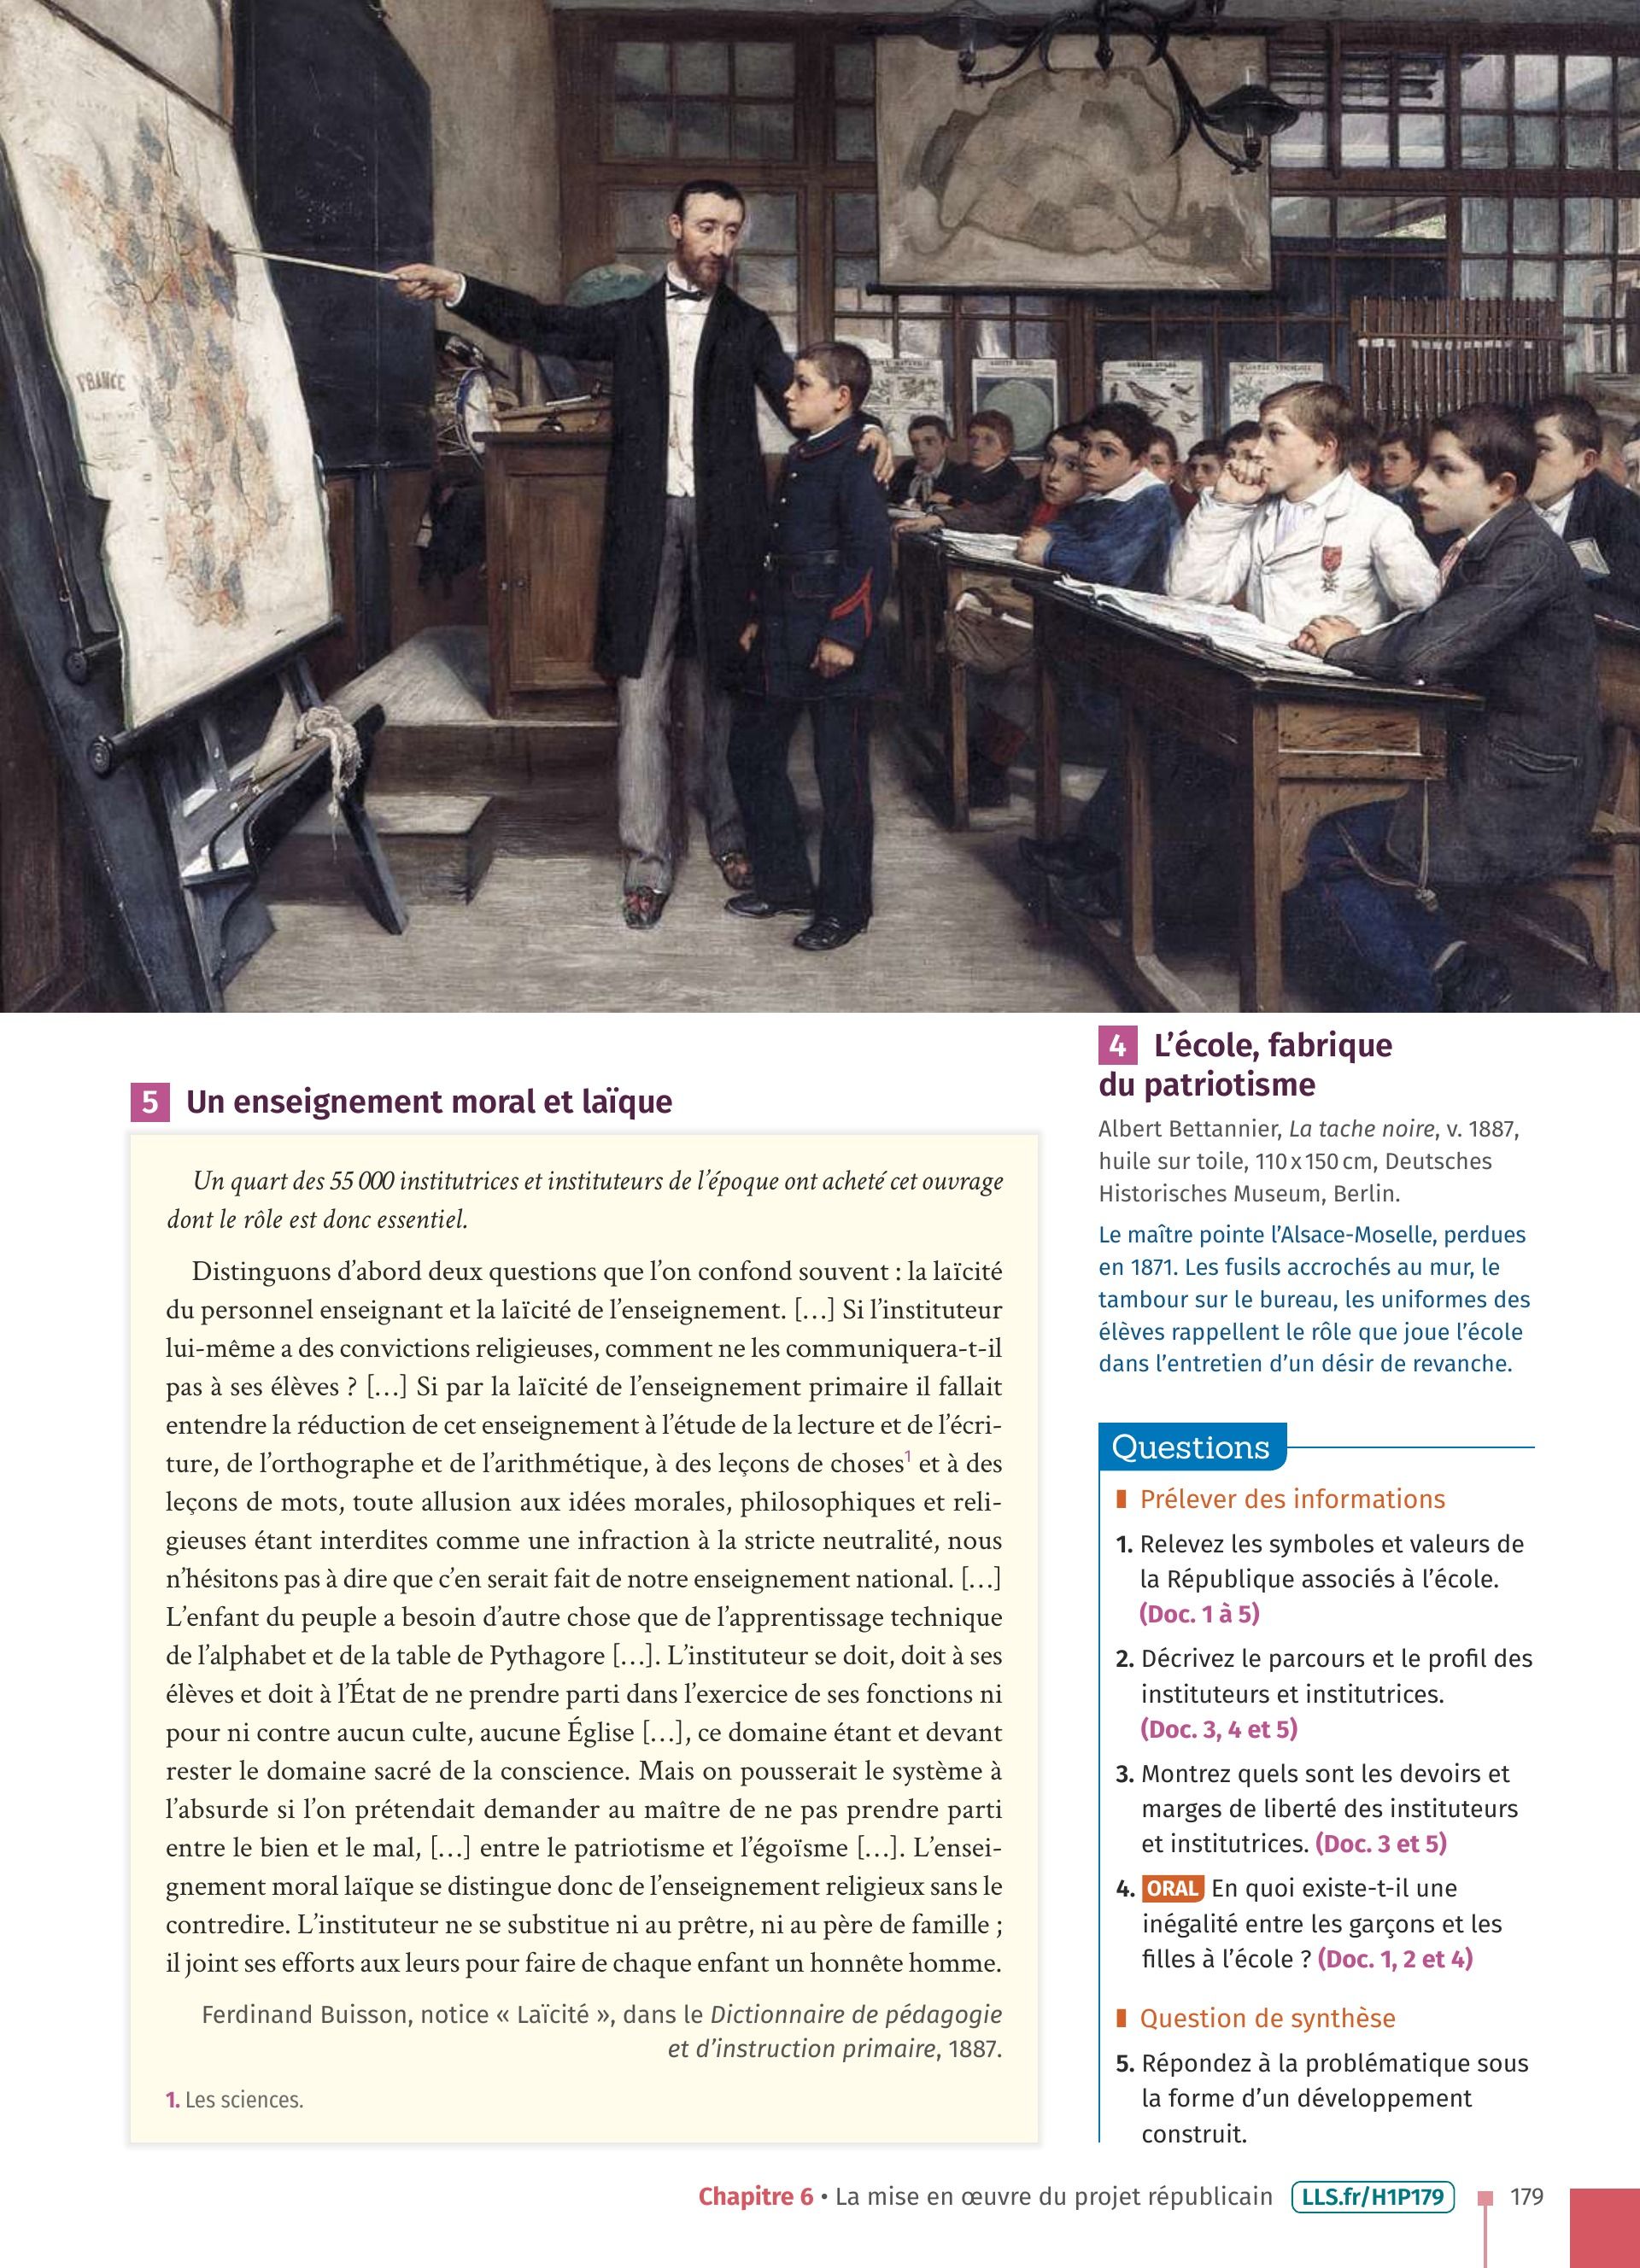 FRANCE
4 L’école, fabrique
du patriotisme
Albert Bettannier, La tache noire, v. 1887,
huile sur toile, 110 x 150 cm, Deutsches
Historisches Museum, Berlin.
Le maître pointe l’Alsace-Moselle, perdues
en 1871. Les fusils accrochés au mur, le
tambour sur le bureau, les uniformes des
élèves rappellent le rôle que joue l’école
dans l’entretien d’un désir de revanche.
5 Un enseignement moral et laïque
Un quart des 55 000 institutrices et instituteurs de l’époque ont acheté cet ouvrage
dont le rôle est donc essentiel.
Distinguons d’abord deux questions que l’on confond souvent : la laïcité
du personnel enseignant et la laïcité de l’enseignement. […] Si l’instituteur
lui-même a des convictions religieuses, comment ne les communiquera-t-il
pas à ses élèves ? […] Si par la laïcité de l’enseignement primaire il fallait
entendre la réduction de cet enseignement à l’étude de la lecture et de l’écri-
ture, de l’orthographe et de l’arithmétique, à des leçons de choses1 et à des
leçons de mots, toute allusion aux idées morales, philosophiques et reli-
gieuses étant interdites comme une infraction à la stricte neutralité, nous
n’hésitons pas à dire que c’en serait fait de notre enseignement national. […]
L’enfant du peuple a besoin d’autre chose que de l’apprentissage technique
de l’alphabet et de la table de Pythagore […]. L’instituteur se doit, doit à ses
élèves et doit à l’État de ne prendre parti dans l’exercice de ses fonctions ni
pour ni contre aucun culte, aucune Église […], ce domaine étant et devant
rester le domaine sacré de la conscience. Mais on pousserait le système à
l’absurde si l’on prétendait demander au maître de ne pas prendre parti
entre le bien et le mal, […] entre le patriotisme et l’égoïsme […]. L’ensei-
gnement moral laïque se distingue donc de l’enseignement religieux sans le
contredire. L’instituteur ne se substitue ni au prêtre, ni au père de famille ;
il joint ses efforts aux leurs pour faire de chaque enfant un honnête homme.
Ferdinand Buisson, notice « Laïcité », dans le Dictionnaire de pédagogie
et d’instruction primaire, 1887.
1. Les sciences.
Questions
Prélever des informations
1. Relevez les symboles et valeurs de
la République associés à l’école.
(Doc. 1 à 5)
2. Décrivez le parcours et le profil des
instituteurs et institutrices.
(Doc. 3, 4 et 5)
3. Montrez quels sont les devoirs et
marges de liberté des instituteurs
et institutrices. (Doc. 3 et 5)
4. ORAL En quoi existe-t-il une
inégalité entre les garçons et les
filles à l’école ? (Doc. 1, 2 et 4)
Question de synthèse
5. Répondez à la problématique sous
la forme d’un développement
construit.
Chapitre 6 • La mise en œuvre du projet républicain LLS.fr/H1P179 179